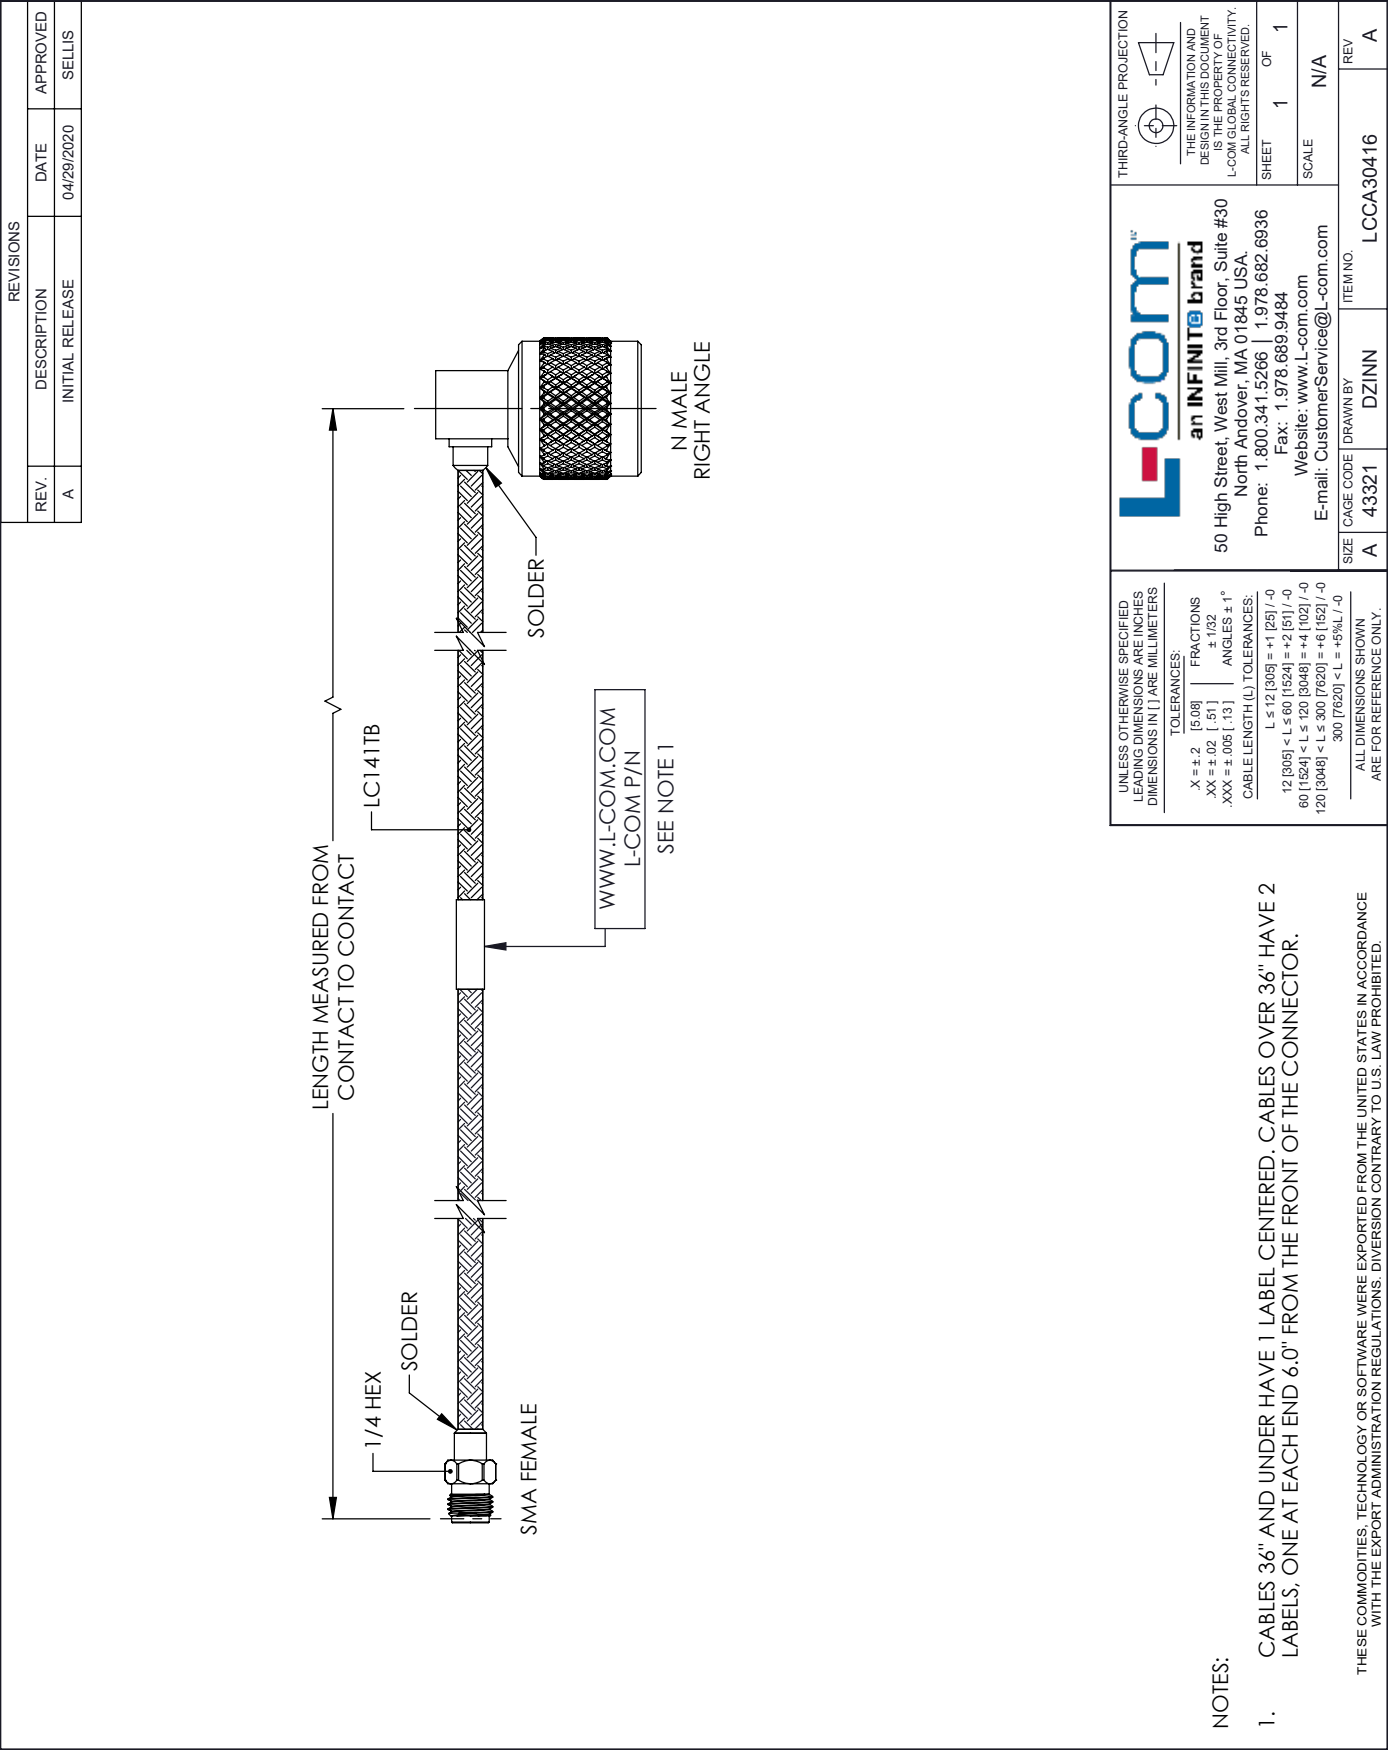 REVISIONS
REV. DESCRIPTION DATE APPROVED
A INITIAL RELEASE 04/29/2020 SELLIS
LENGTH MEASURED FROM
CONTACT TO CONTACT
1/4 HEX
SOLDER
LC141TB
SMA FEMALE
SOLDER
WWW.L-COM.COM
L-COM P/N
SEE NOTE 1
N MALE
RIGHT ANGLE
NOTES:
1. CABLES 36" AND UNDER HAVE 1 LABEL CENTERED. CABLES OVER 36" HAVE 2
LABELS, ONE AT EACH END 6.0" FROM THE FRONT OF THE CONNECTOR.
THESE COMMODITIES, TECHNOLOGY OR SOFTWARE WERE EXPORTED FROM THE UNITED STATES IN ACCORDANCE
WITH THE EXPORT ADMINISTRATION REGULATIONS. DIVERSION CONTRARY TO U.S. LAW PROHIBITED.
UNLESS OTHERWISE SPECIFIED
LEADING DIMENSIONS ARE INCHES
DIMENSIONS IN [ ] ARE MILLIMETERS
TOLERANCES:
.X = ±.2 [5.08] FRACTIONS
.XX = ±.02 [ .51] ± 1/32
.XXX = ±.005 [ .13 ] ANGLES ± 1°
CABLE LENGTH (L) TOLERANCES:
L ≤ 12 [305] = +1 [25] / -0
12 [305] < L ≤ 60 [1524] = +2 [51] / -0
60 [1524] < L ≤ 120 [3048] = +4 [102] / -0
120 [3048] < L ≤ 300 [7620] = +6 [152] / -0
300 [7620] < L = +5%L / -0
ALL DIMENSIONS SHOWN
ARE FOR REFERENCE ONLY.
L-com
an INFINITe brand
50 High Street, West Mill, 3rd Floor, Suite #30
North Andover, MA 01845 USA.
Phone: 1.800.341.5266 | 1.978.682.6936
Fax: 1.978.689.9484
Website: www.L-com.com
E-mail: CustomerService@L-com.com
THIRD-ANGLE PROJECTION
THE INFORMATION AND
DESIGN IN THIS DOCUMENT
IS THE PROPERTY OF
L-COM GLOBAL CONNECTIVITY.
ALL RIGHTS RESERVED.
SHEET 1 OF 1
SCALE N/A
SIZE A
CAGE CODE 43321
DRAWN BY DZINN
ITEM NO. LCCA30416
REV A